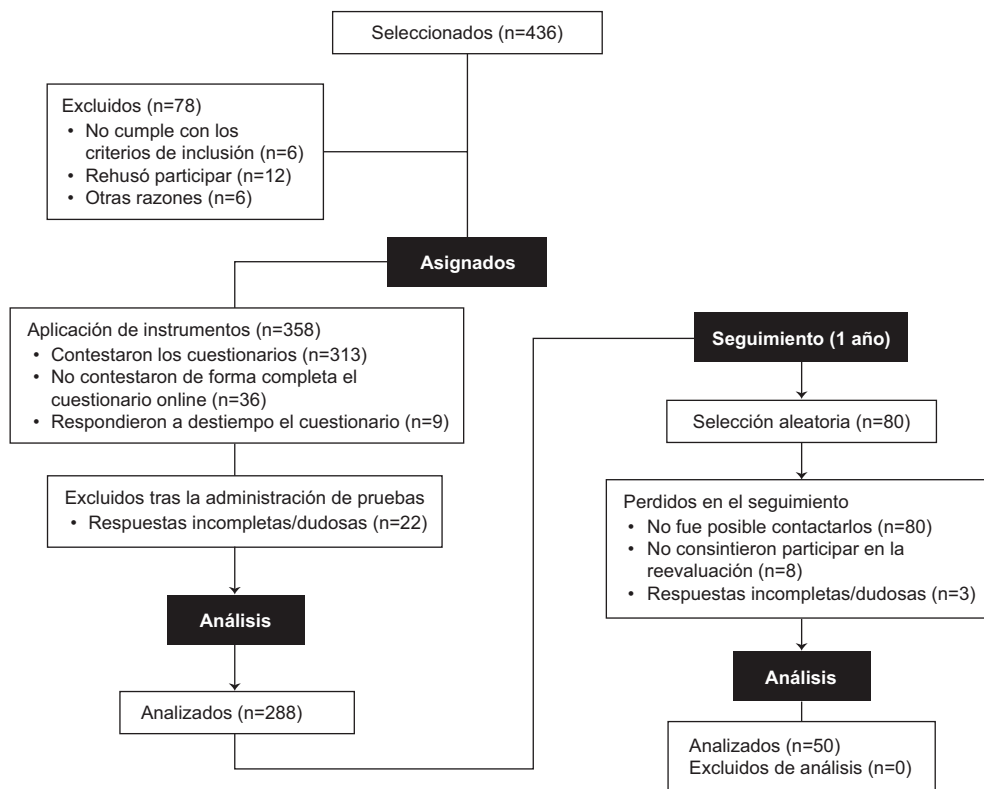 Seleccionados (n=436)
Excluidos (n=78)
• No cumple con los
criterios de inclusión (n=6)
• Rehusó participar (n=12)
• Otras razones (n=6)
Asignados
Aplicación de instrumentos (n=358)
• Contestaron los cuestionarios (n=313)
• No contestaron de forma completa el
cuestionario online (n=36)
• Respondieron a destiempo el cuestionario (n=9)
Excluidos tras la administración de pruebas
• Respuestas incompletas/dudosas (n=22)
Análisis
Analizados (n=288)
Seguimiento (1 año)
Selección aleatoria (n=80)
Perdidos en el seguimiento
• No fue posible contactarlos (n=80)
• No consintieron participar en la
reevaluación (n=8)
• Respuestas incompletas/dudosas (n=3)
Análisis
Analizados (n=50)
Excluidos de análisis (n=0)